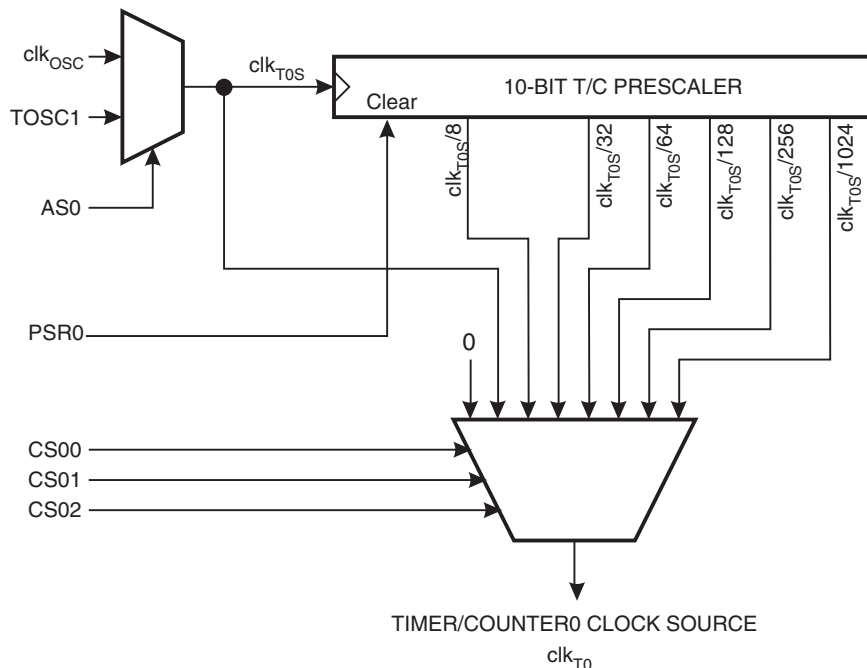 clkOSC
clkT0S
TOSC1
10-BIT T/C PRESCALER
Clear
clkT0S/8
clkT0S/32
clkT0S/64
clkT0S/128
clkT0S/256
clkT0S/1024
AS0
PSR0
0
CS00
CS01
CS02
TIMER/COUNTER0 CLOCK SOURCE
clkT0